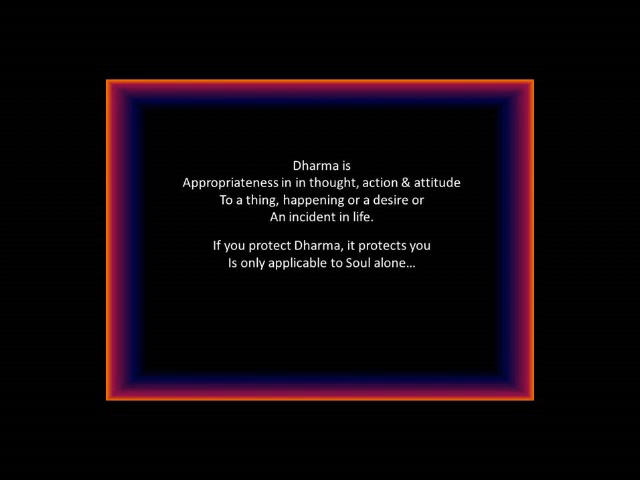 Dharma is
Appropriateness in in thought, action & attitude
To a thing, happening or a desire or
An incident in life.
If you protect Dharma, it protects you
Is only applicable to Soul alone...